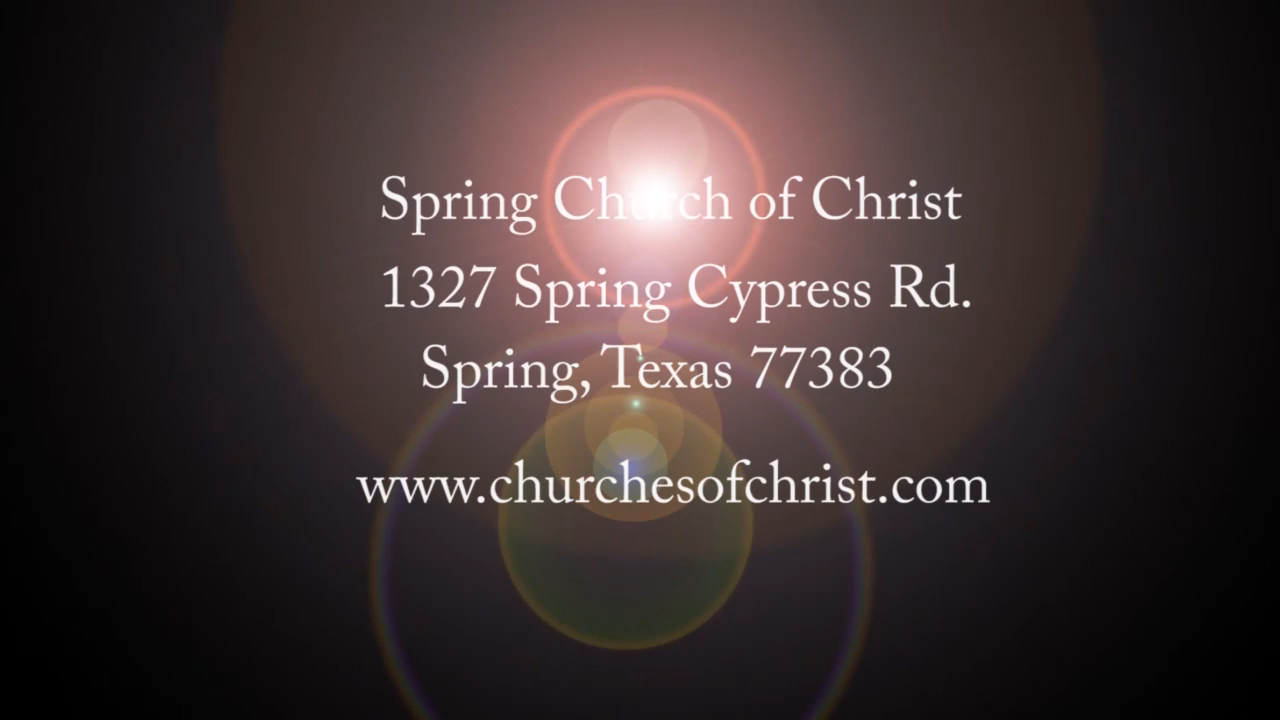 Spring Church of Christ
1327 Spring Cypress Rd.
Spring, Texas 77383
www.churchesofchrist.com